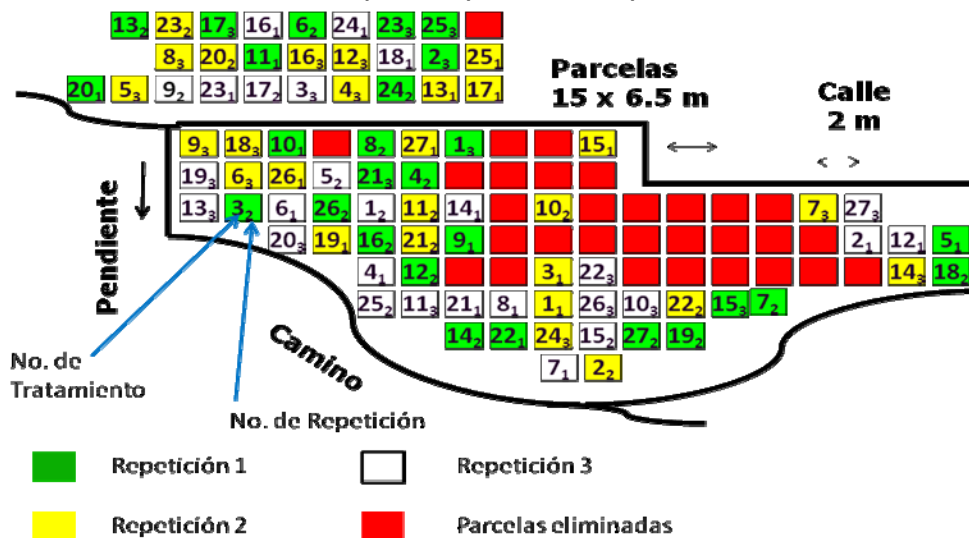 13₂ 23₂ 17₃ 16₁ 6₂ 24₁ 23₃ 25₃
8₃ 20₂ 11₁ 16₃ 12₃ 18₁ 2₃ 25₁
20₁ 5₃ 9₂ 23₁ 17₂ 3₃ 4₃ 24₂ 13₁ 17₁
Parcelas
15 x 6.5 m
Calle
2 m
9₃ 18₃ 10₁ 8₂ 27₁ 1₃ 15₁
19₃ 6₃ 26₁ 5₂ 21₃ 4₂
13₃ 3₂ 6₁ 26₂ 1₂ 11₂ 14₁ 10₂ 7₃ 27₃
20₃ 19₁ 16₂ 21₂ 9₁ 2₁ 12₁ 5₁
4₁ 12₂ 3₁ 22₃ 14₃ 18₂
25₂ 11₃ 21₁ 8₁ 1₁ 26₃ 10₃ 22₂ 15₃ 7₂
14₂ 22₁ 24₃ 15₂ 27₂ 19₂
7₁ 2₂
Pendiente
Camino
No. de
Tratamiento
No. de Repetición
Repetición 1
Repetición 3
Repetición 2
Parcelas eliminadas